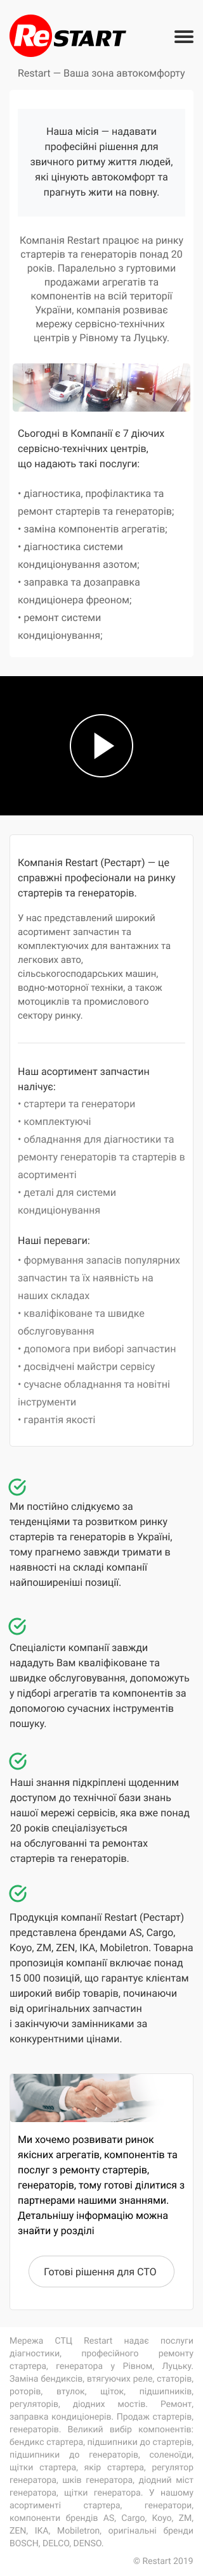 ReSTART
Restart — Ваша зона автокомфорту
Наша місія — надавати
професійні рішення для
звичного ритму життя людей,
які цінують автокомфорт та
прагнуть жити на повну.
Компанія Restart працює на ринку
стартерів та генераторів понад 20
років. Паралельно з гуртовими
продажами агрегатів та
компонентів на всій території
України, компанія розвиває
мережу сервісно-технічних
центрів у Рівному та Луцьку.
Сьогодні в Компанії є 7 діючих
сервісно-технічних центрів,
що надають такі послуги:
• діагностика, профілактика та
ремонт стартерів та генераторів;
• заміна компонентів агрегатів;
• діагностика системи
кондиціонування азотом;
• заправка та дозаправка
кондиціонера фреоном;
• ремонт системи
кондиціонування;
Компанія Restart (Рестарт) — це
справжні професіонали на ринку
стартерів та генераторів.
У нас представлений широкий
асортимент запчастин та
комплектуючих для вантажних та
легкових авто,
сільськогосподарських машин,
водно-моторної техніки, а також
мотоциклів та промислового
сектору ринку.
Наш асортимент запчастин
налічує:
• стартери та генератори
• комплектуючі
• обладнання для діагностики та
ремонту генераторів та стартерів в
асортименті
• деталі для системи
кондиціонування
Наші переваги:
• формування запасів популярних
запчастин та їх наявність на
наших складах
• кваліфіковане та швидке
обслуговування
• допомога при виборі запчастин
• досвідчені майстри сервісу
• сучасне обладнання та новітні
інструменти
• гарантія якості
Ми постійно слідкуємо за
тенденціями та розвитком ринку
стартерів та генераторів в Україні,
тому прагнемо завжди тримати в
наявності на складі компанії
найпоширеніші позиції.
Спеціалісти компанії завжди
нададуть Вам кваліфіковане та
швидке обслуговування, допоможуть
у підборі агрегатів та компонентів за
допомогою сучасних інструментів
пошуку.
Наші знання підкріплені щоденним
доступом до технічної бази знань
нашої мережі сервісів, яка вже понад
20 років спеціалізується
на обслугованні та ремонтах
стартерів та генераторів.
Продукція компанії Restart (Рестарт)
представлена брендами AS, Cargo,
Koyo, ZM, ZEN, IKA, Mobiletron. Товарна
пропозиція компанії включає понад
15 000 позицій, що гарантує клієнтам
широкий вибір товарів, починаючи
від оригінальних запчастин
і закінчуючи замінниками за
конкурентними цінами.
Ми хочемо розвивати ринок
якісних агрегатів, компонентів та
послуг з ремонту стартерів,
генераторів, тому готові ділитися з
партнерами нашими знаннями.
Детальнішу інформацію можна
знайти у розділі
Готові рішення для СТО
Мережа СТЦ Restart надає послуги
діагностики, професійного ремонту
стартера, генератора у Рівном, Луцьку.
Заміна бендиксів, втягуючих реле, статорів,
роторів, втулок, щіток, підшипників,
регуляторів, діодних мостів. Ремонт,
заправка кондиціонерів. Продаж стартерів,
генераторів. Великий вибір компонентів:
бендикс стартера, підшипники до стартерів,
підшипники до генераторів, соленоїди,
щітки стартера, якір стартера, регулятор
генератора, шків генератора, діодний міст
генератора, щітки генератора. У нашому
асортименті стартера, генератори,
компоненти брендів AS, Cargo, Koyo, ZM,
ZEN, IKA, Mobiletron, оригінальні бренди
BOSCH, DELCO, DENSO.
© Restart 2019